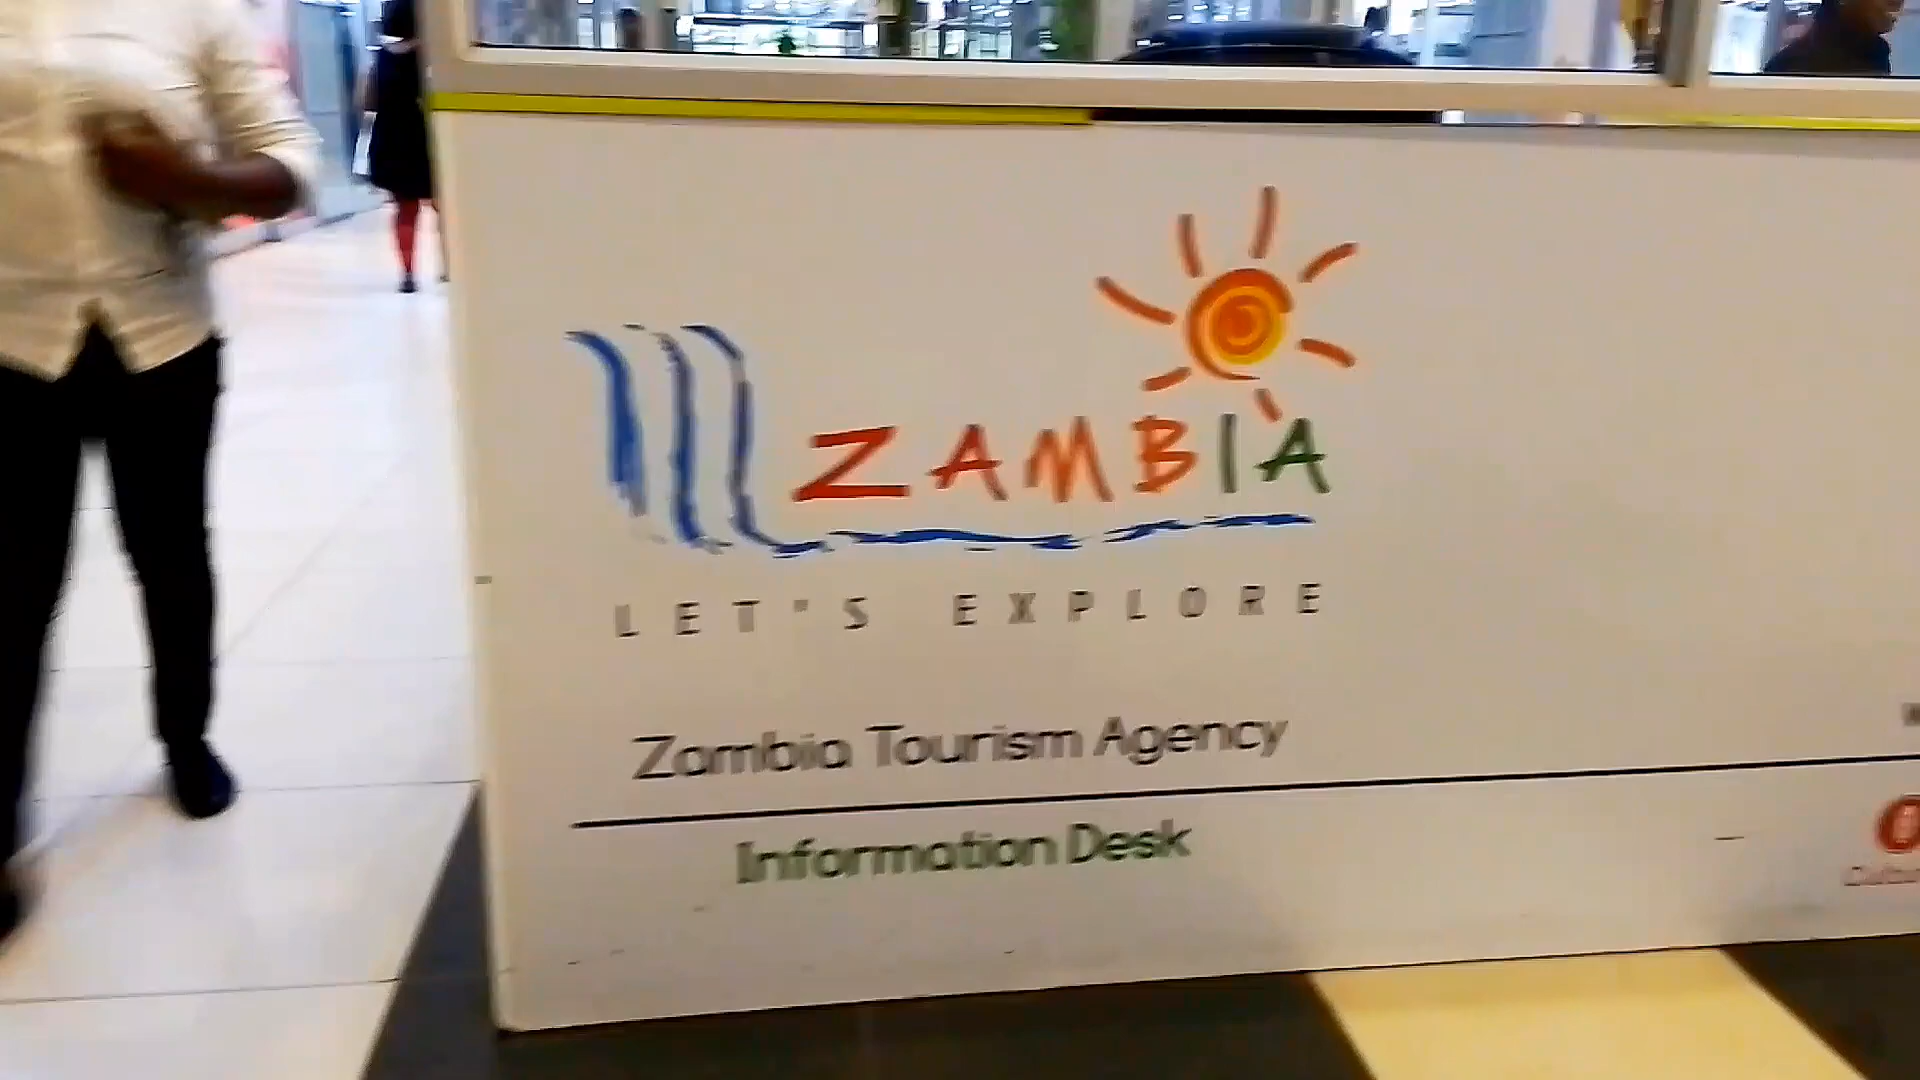 ZAMBIA
LET'S EXPLORE
Zambia Tourism Agency
Information Desk